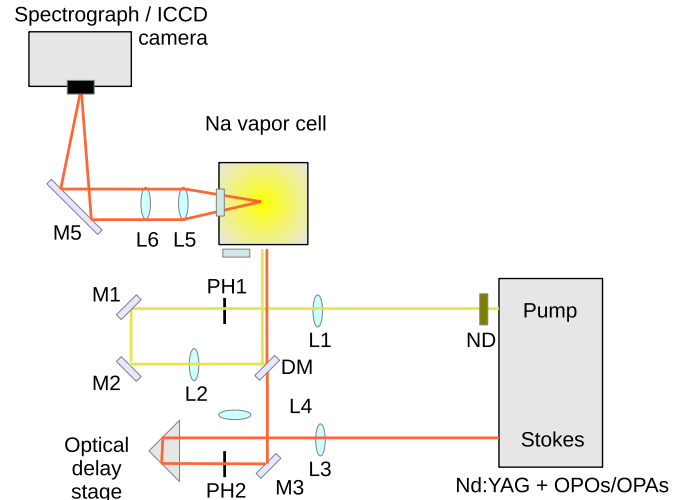 Spectrograph / ICCD
camera
Na vapor cell
M5
L6
L5
M1
PH1
L1
ND
Pump
M2
L2
DM
L4
Stokes
Optical
delay
stage
PH2
M3
L3
Nd:YAG + OPOs/OPAs